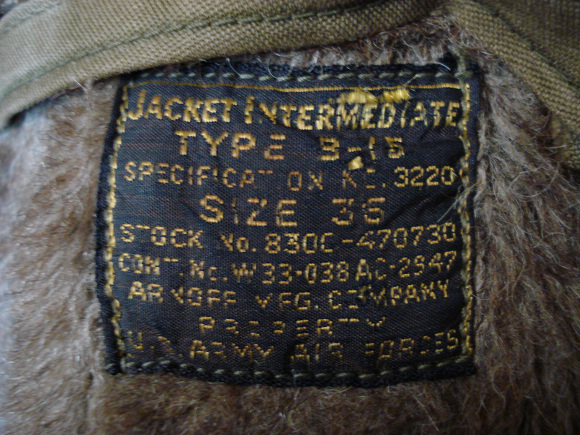 JACKET INTERMEDIATE
TYPE B-15
SPECIFICATION NO. 3220
SIZE 36
STOCK NO. 8300-470730
CONT. NO. W33-038 AC-2947
ARNOFF MFG. COMPANY
PROPERTY
U.S. ARMY AIR FORCES